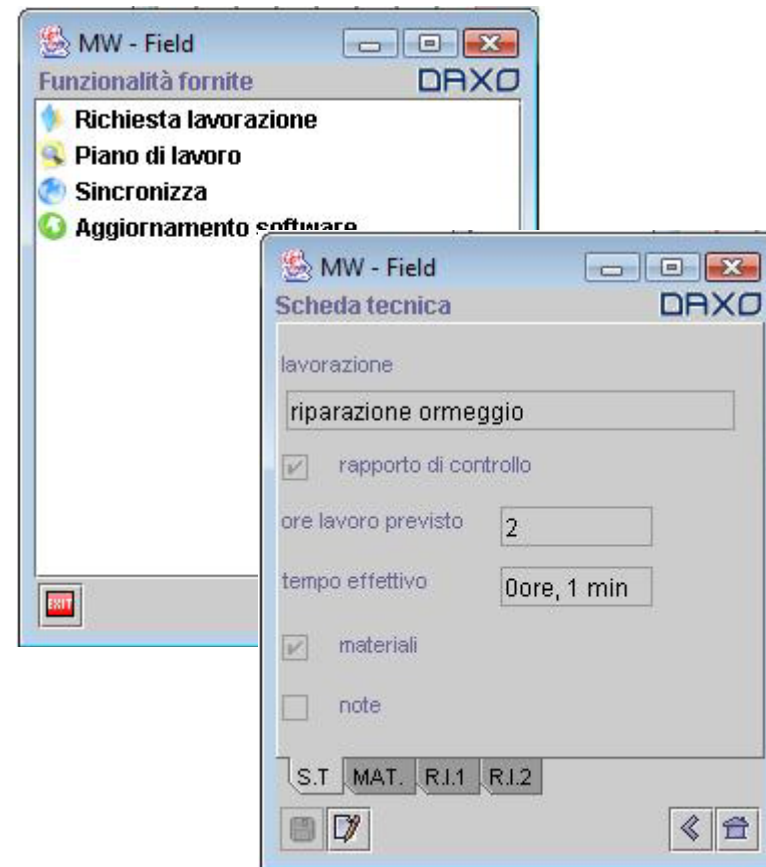 MW - Field
Funzionalità fornite DAXO
Richiesta lavorazione
Piano di lavoro
Sincronizza
Aggiornamento software
EXIT
MW - Field
Scheda tecnica DAXO
lavorazione
riparazione ormeggio
rapporto di controllo
ore lavoro previsto 2
tempo effettivo 0ore, 1 min
materiali
note
S.T MAT. R.I.1 R.I.2